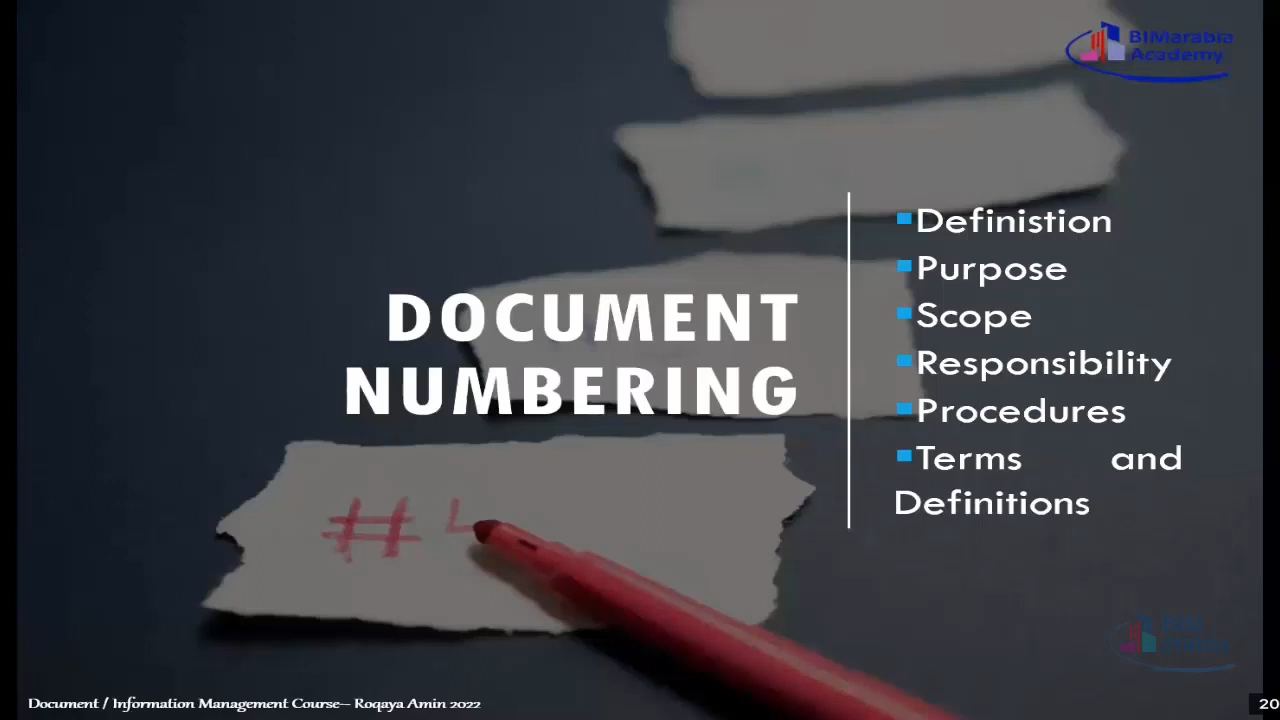 BIMarabia
Academy
DOCUMENT
NUMBERING
Definistion
Purpose
Scope
Responsibility
Procedures
Terms and
Definitions
# 4
Document / Information Management Course– Roqaya Amin 2022
20